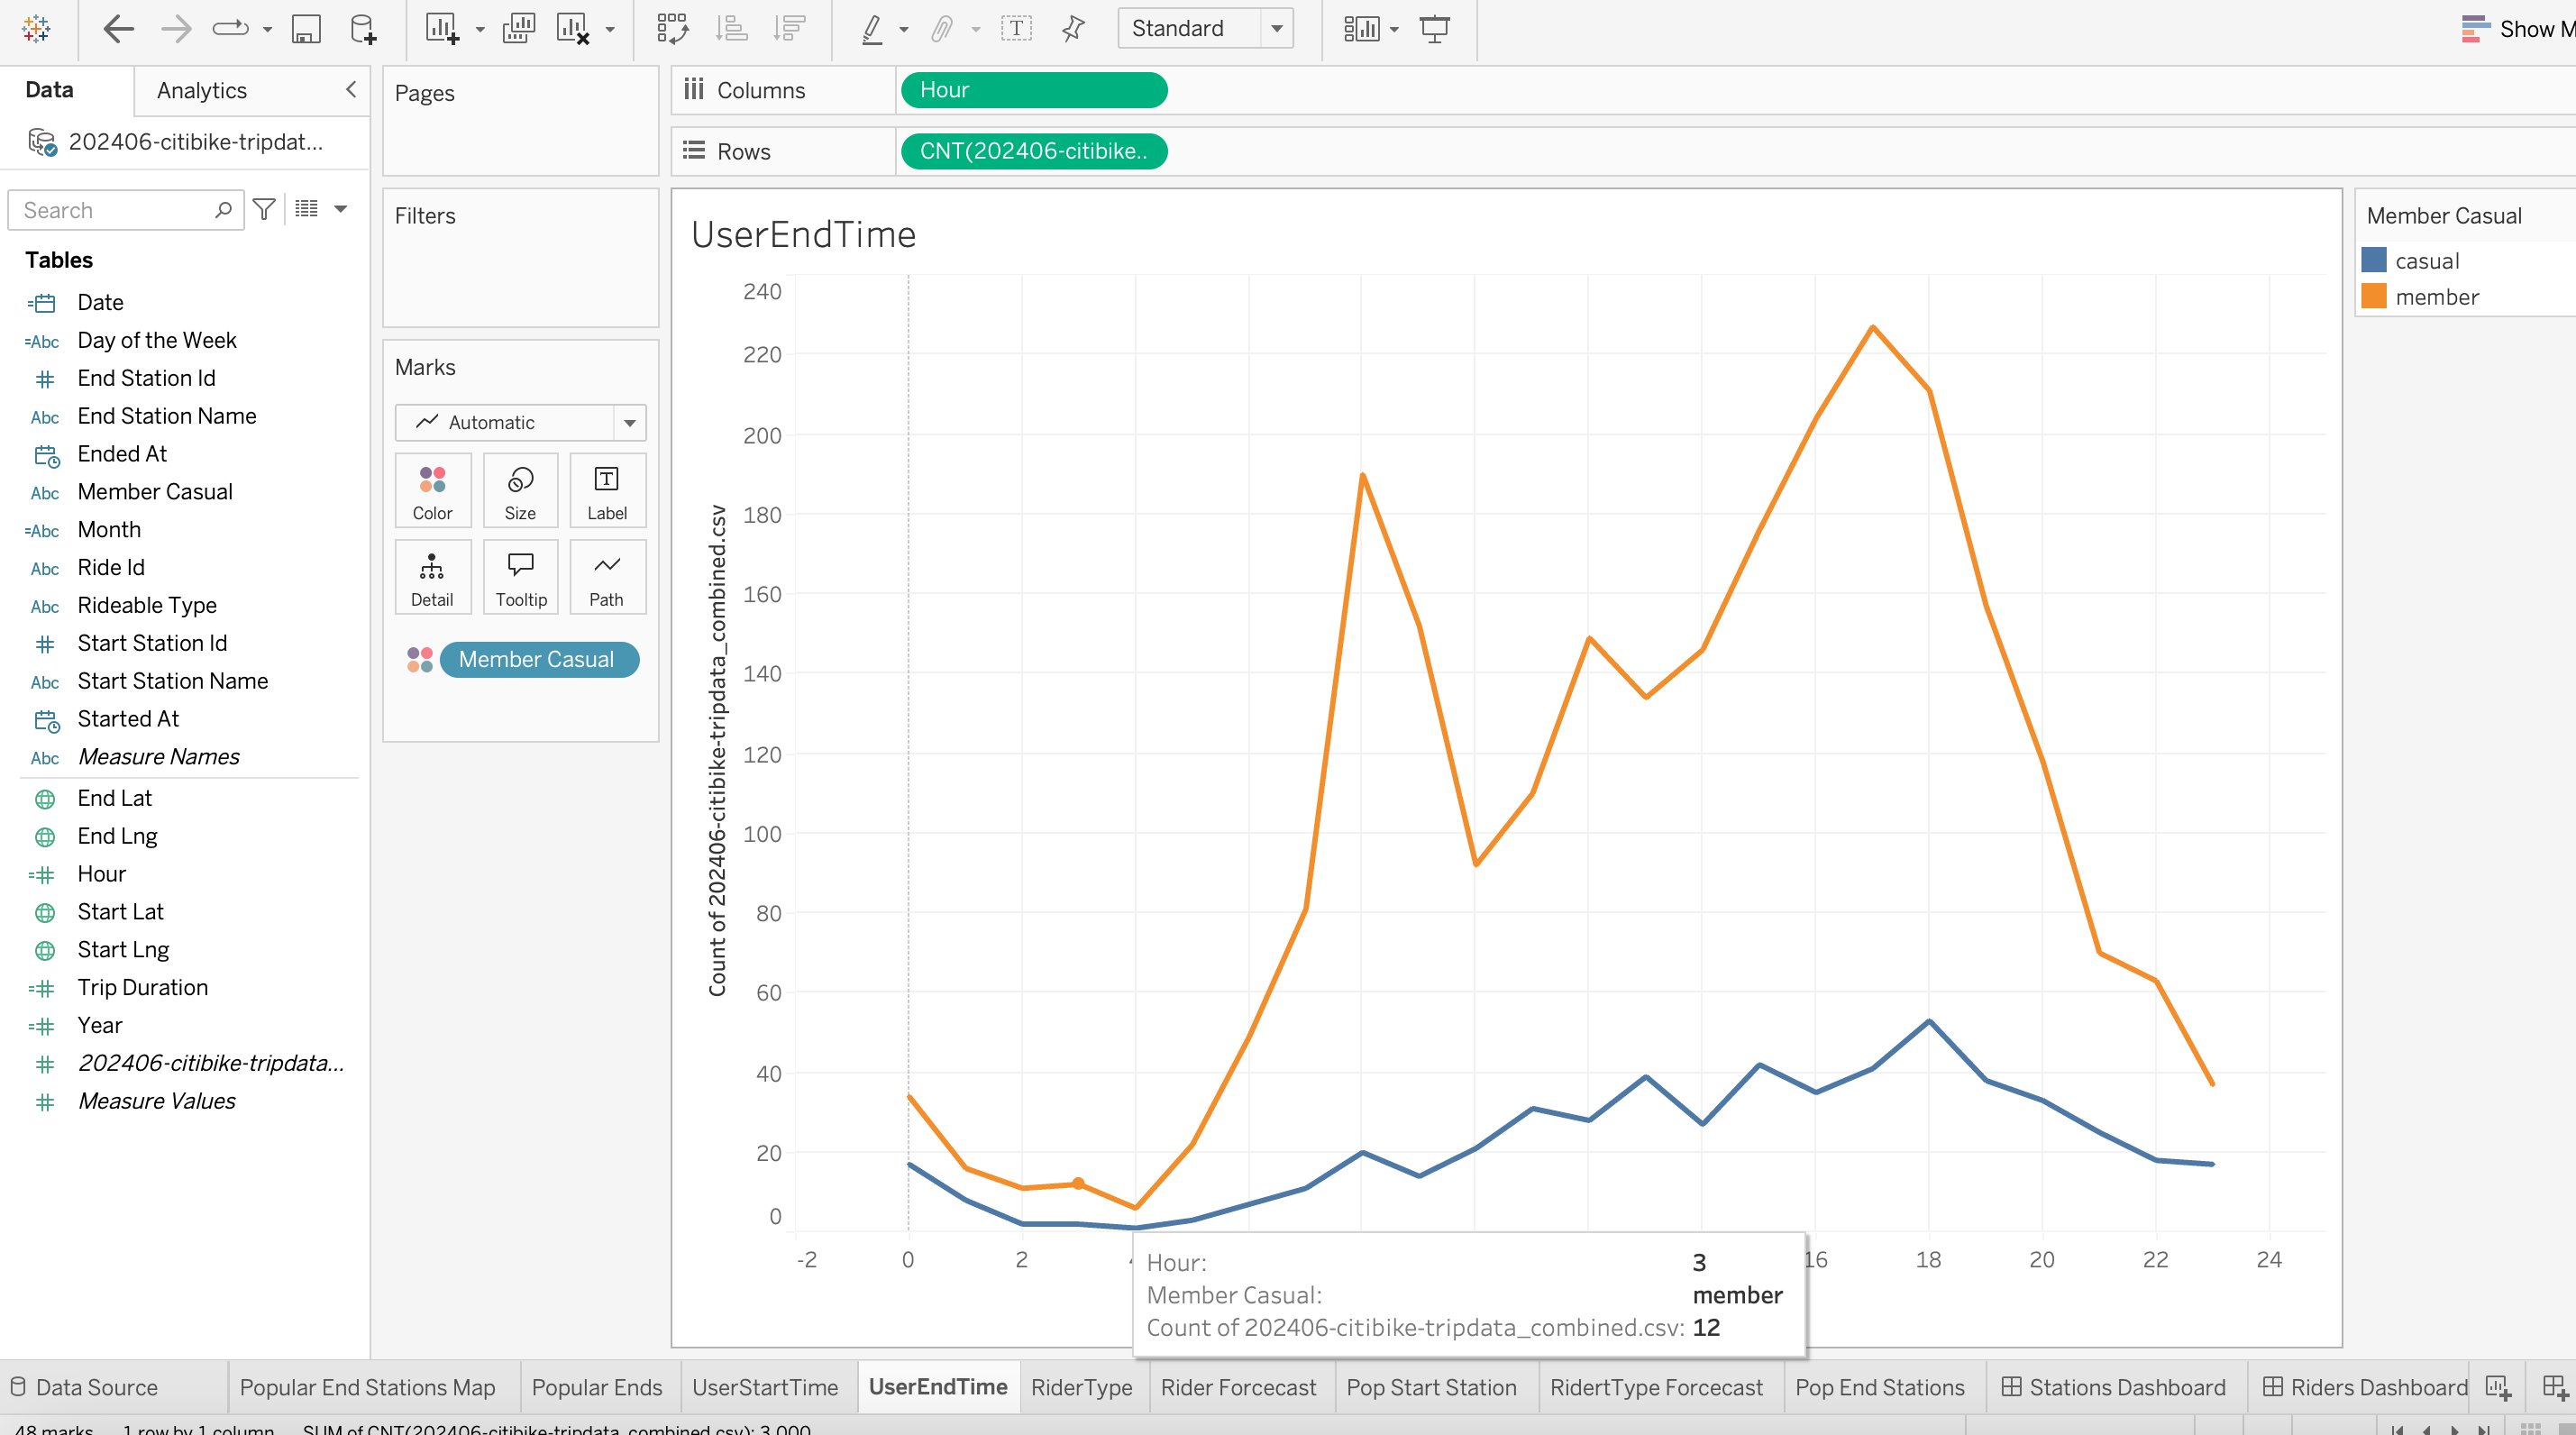 Standard
Show M
Data
Analytics
Pages
Columns
Hour
202406-citibike-tripdat...
Rows
CNT(202406-citibike..
Search
Filters
Tables
Date
Day of the Week
End Station Id
End Station Name
Ended At
Member Casual
Month
Ride Id
Rideable Type
Start Station Id
Start Station Name
Started At
Measure Names
End Lat
End Lng
Hour
Start Lat
Start Lng
Trip Duration
Year
202406-citibike-tripdata...
Measure Values
Abc
Abc
Abc
Abc
Abc
Abc
Abc
Abc
Marks
Automatic
Color
Size
Label
Detail
Tooltip
Path
Member Casual
UserEndTime
Count of 202406-citibike-tripdata_combined.csv
240
220
200
180
160
140
120
100
80
60
40
20
0
-2
0
2
16
18
20
22
24
Hour: 3
Member Casual: member
Count of 202406-citibike-tripdata_combined.csv: 12
Member Casual
casual
member
Data Source
Popular End Stations Map
Popular Ends
UserStartTime
UserEndTime
RiderType
Rider Forcecast
Pop Start Station
RidertType Forcecast
Pop End Stations
Stations Dashboard
Riders Dashboard
48 marks
1 row by 1 column
SUM of CNT(202406-citibike-tripdata_combined.csv): 3,000